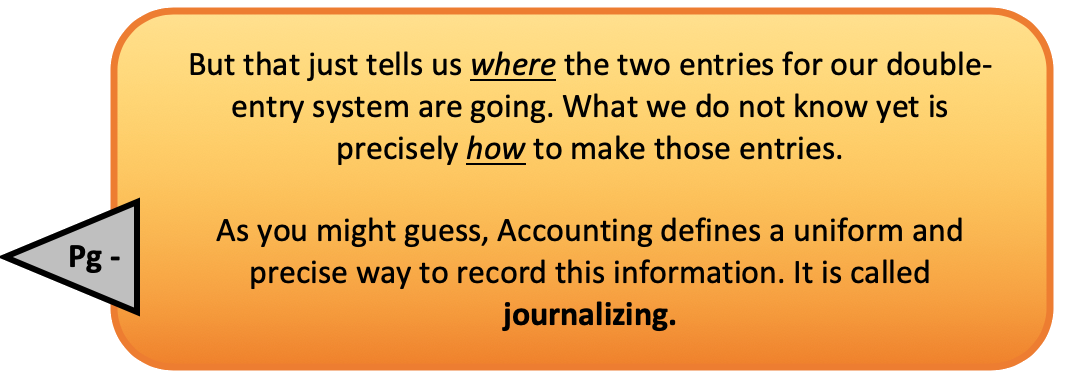 But that just tells us where the two entries for our double-
entry system are going. What we do not know yet is
precisely how to make those entries.
As you might guess, Accounting defines a uniform and
Pg -
precise way to record this information. It is called
journalizing.